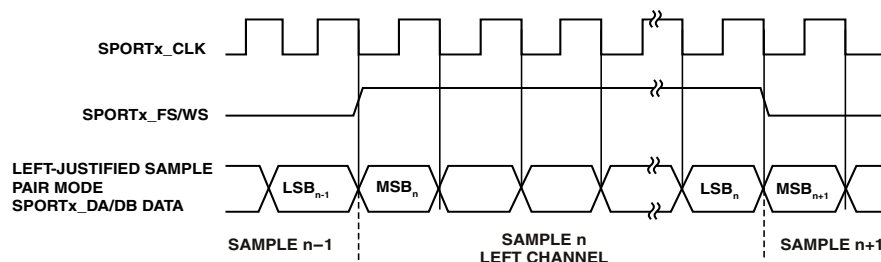 SPORTx_CLK
SPORTx_FS/WS
LEFT-JUSTIFIED SAMPLE
PAIR MODE
SPORTx_DA/DB DATA
LSBn-1
MSBn
LSBn
MSBn+1
SAMPLE n–1
SAMPLE n
LEFT CHANNEL
SAMPLE n+1